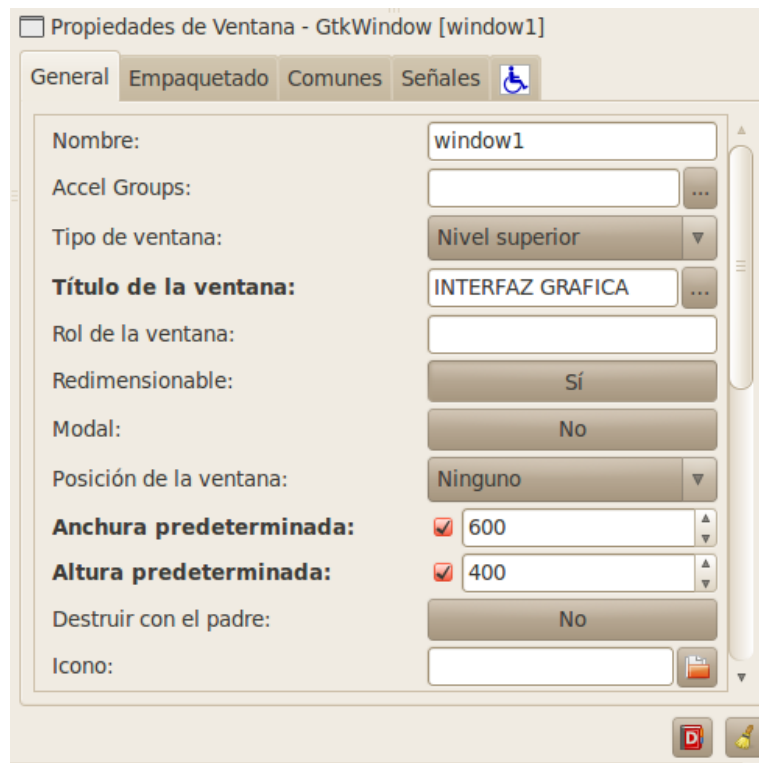 Propiedades de Ventana - GtkWindow [window1]
General Empaquetado Comunes Señales
Nombre: window1
Accel Groups: ...
Tipo de ventana: Nivel superior
Título de la ventana: INTERFAZ GRAFICA ...
Rol de la ventana:
Redimensionable: Sí
Modal: No
Posición de la ventana: Ninguno
Anchura predeterminada: 600
Altura predeterminada: 400
Destruir con el padre: No
Icono:
D